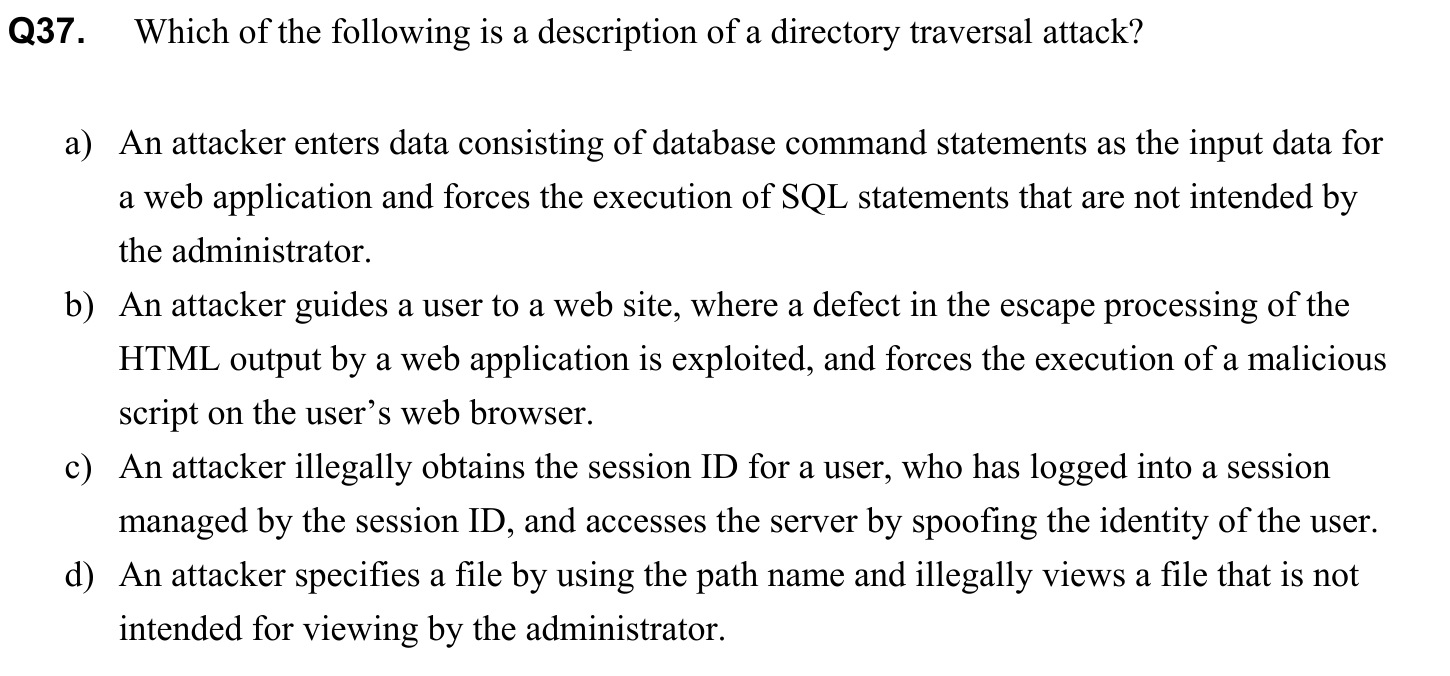 Q37. Which of the following is a description of a directory traversal attack?
a) An attacker enters data consisting of database command statements as the input data for
a web application and forces the execution of SQL statements that are not intended by
the administrator.
b) An attacker guides a user to a web site, where a defect in the escape processing of the
HTML output by a web application is exploited, and forces the execution of a malicious
script on the user’s web browser.
c) An attacker illegally obtains the session ID for a user, who has logged into a session
managed by the session ID, and accesses the server by spoofing the identity of the user.
d) An attacker specifies a file by using the path name and illegally views a file that is not
intended for viewing by the administrator.